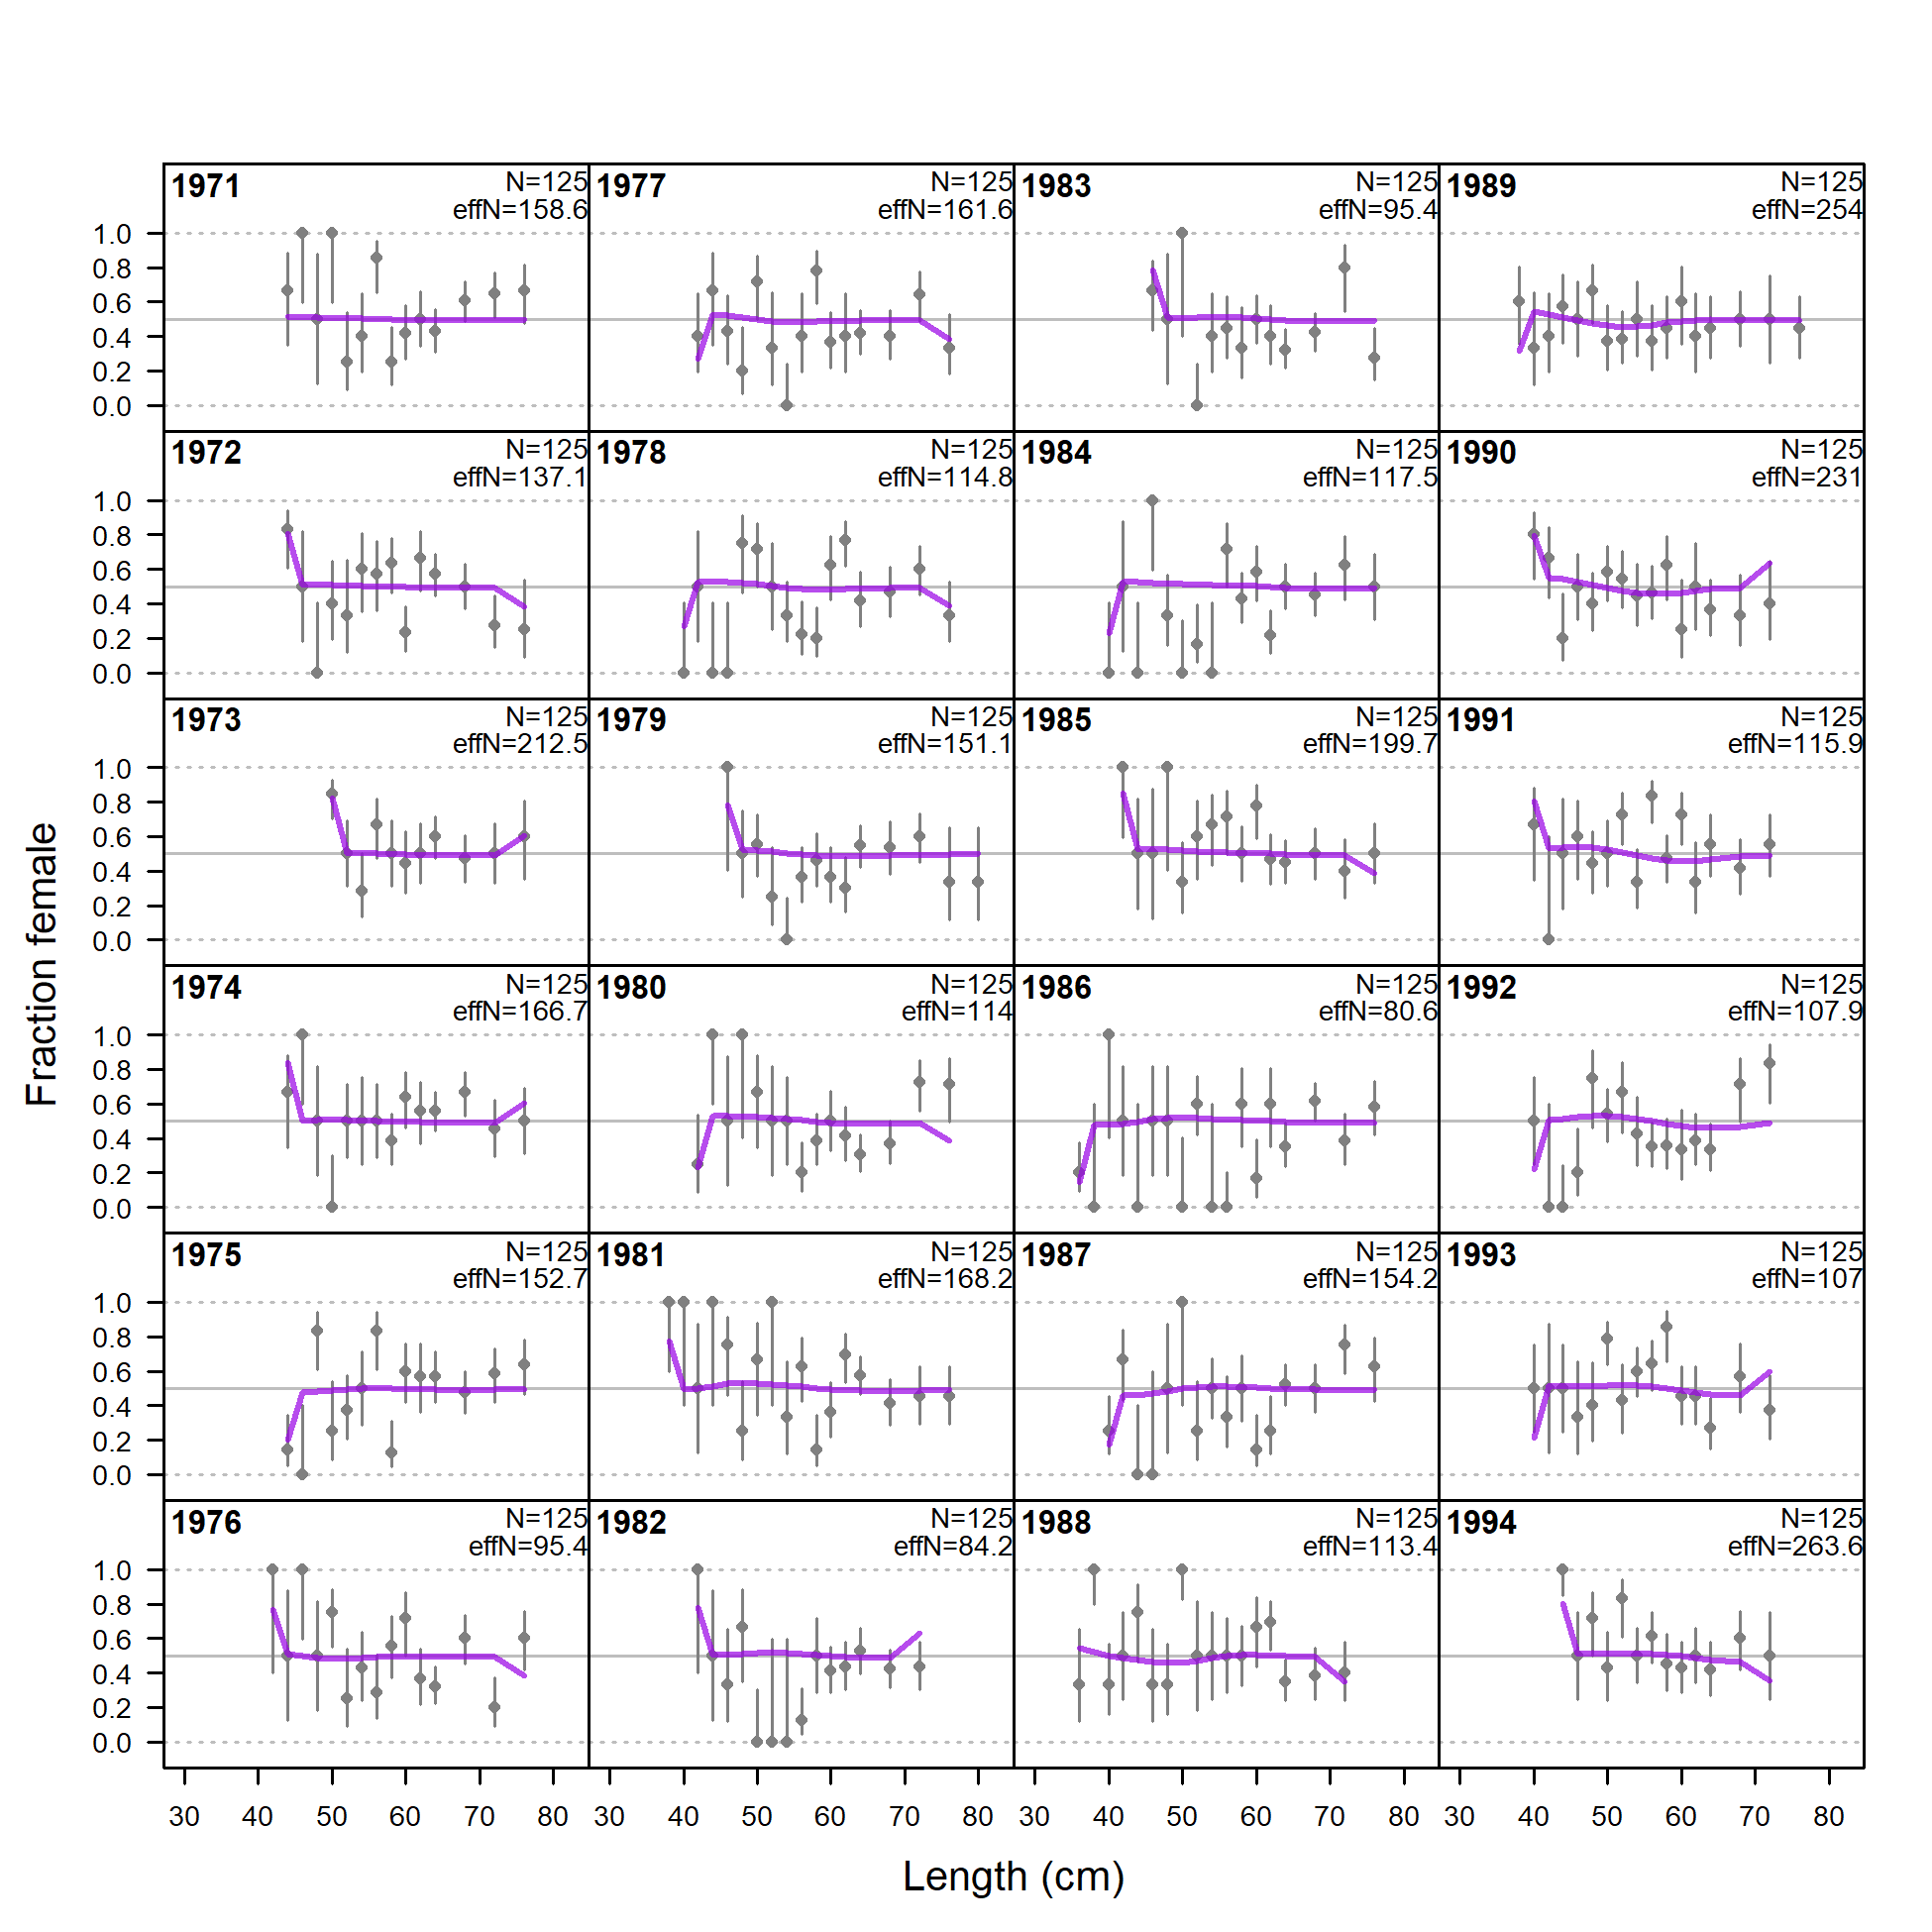 1971 N=125 1977 N=125 1983 N=125 1989 N=125
effN=158.6 effN=161.6 effN=95.4 effN=254
1.0
0.8
0.6
0.4
0.2
0.0
1972 N=125 1978 N=125 1984 N=125 1990 N=125
effN=137.1 effN=114.8 effN=117.5 effN=231
1.0
0.8
0.6
0.4
0.2
0.0
1973 N=125 1979 N=125 1985 N=125 1991 N=125
effN=212.5 effN=151.1 effN=199.7 effN=115.9
1.0
0.8
0.6
0.4
0.2
0.0
Fraction female
1974 N=125 1980 N=125 1986 N=125 1992 N=125
effN=166.7 effN=114 effN=80.6 effN=107.9
1.0
0.8
0.6
0.4
0.2
0.0
1975 N=125 1981 N=125 1987 N=125 1993 N=125
effN=152.7 effN=168.2 effN=154.2 effN=107
1.0
0.8
0.6
0.4
0.2
0.0
1976 N=125 1982 N=125 1988 N=125 1994 N=125
effN=95.4 effN=84.2 effN=113.4 effN=263.6
1.0
0.8
0.6
0.4
0.2
0.0
30 40 50 60 70 80 30 40 50 60 70 80 30 40 50 60 70 80 30 40 50 60 70 80
Length (cm)